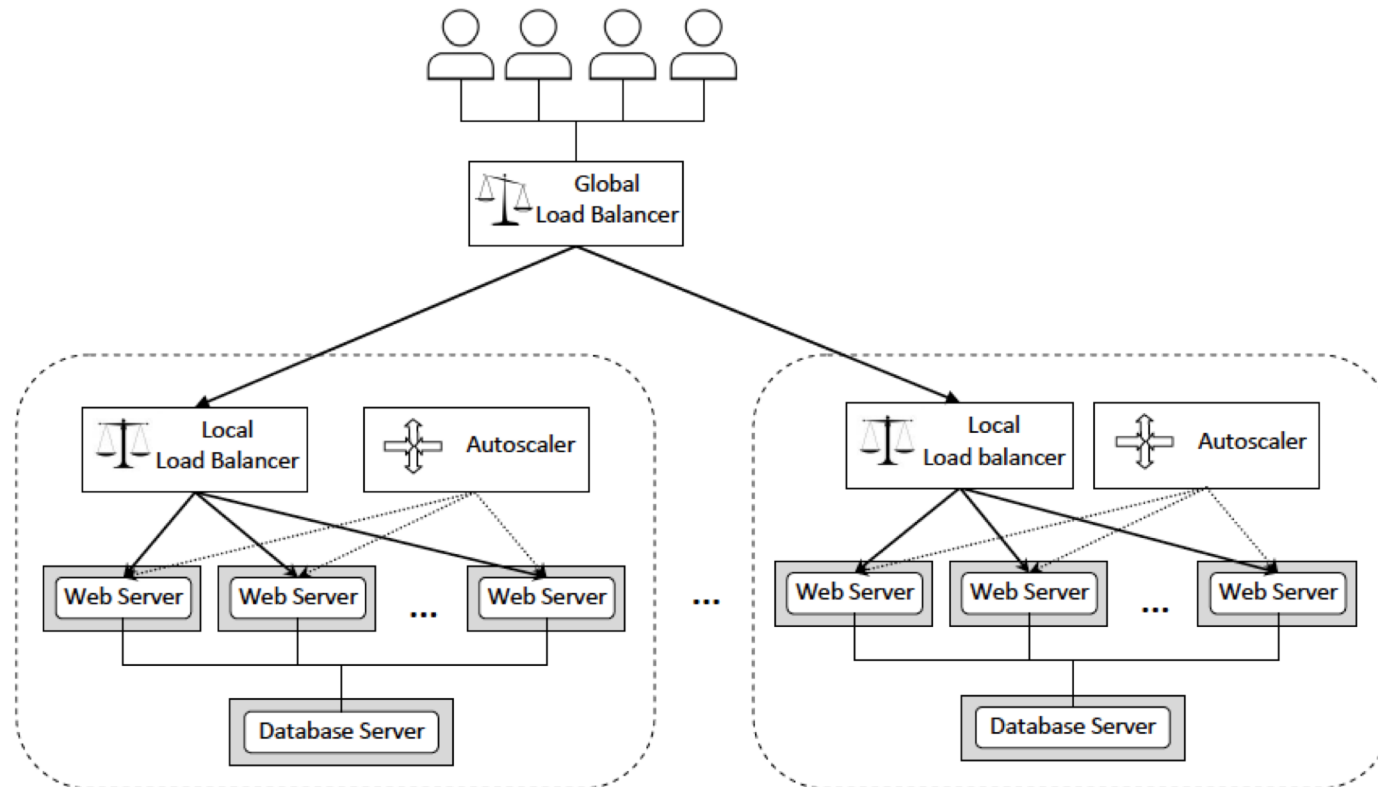 Global
Load Balancer
Local
Load Balancer
Autoscaler
Local
Load balancer
Autoscaler
Web Server
Web Server
...
Web Server
...
Web Server
Web Server
...
Web Server
Database Server
Database Server